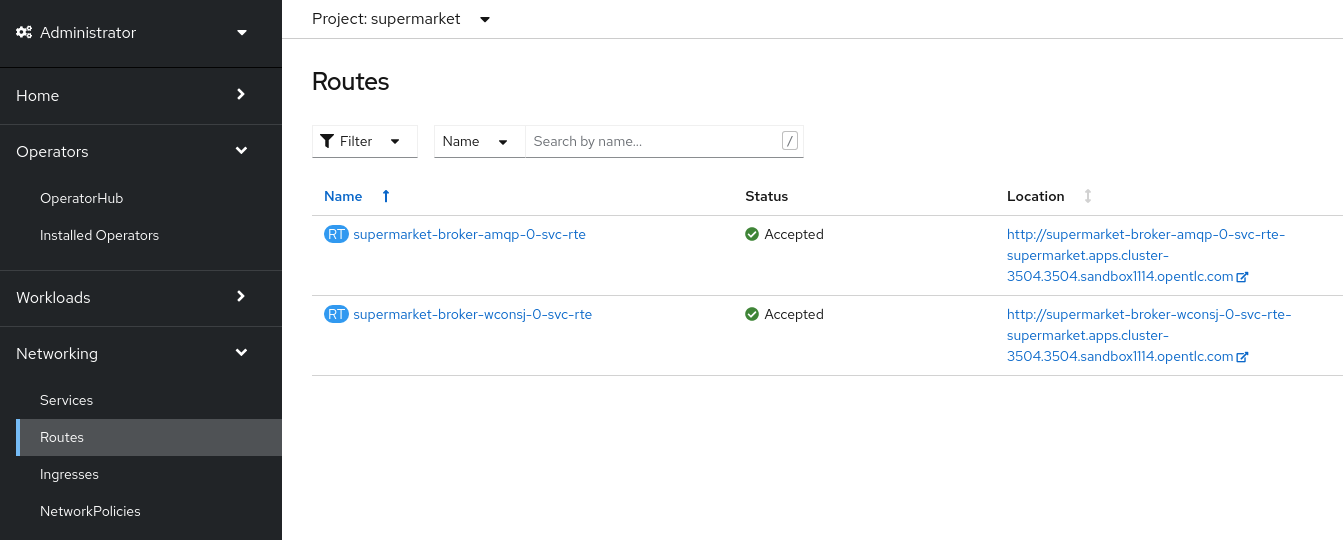 Administrator
Home
Operators
OperatorHub
Installed Operators
Workloads
Networking
Services
Routes
Ingresses
NetworkPolicies
Project: supermarket
Routes
Filter Name Search by name... /
Name Status Location
RT supermarket-broker-amqp-0-svc-rte Accepted http://supermarket-broker-amqp-0-svc-rte-
supermarket.apps.cluster-
3504.3504.sandbox1114.opentlc.com
RT supermarket-broker-wconsj-0-svc-rte Accepted http://supermarket-broker-wconsj-0-svc-rte-
supermarket.apps.cluster-
3504.3504.sandbox1114.opentlc.com